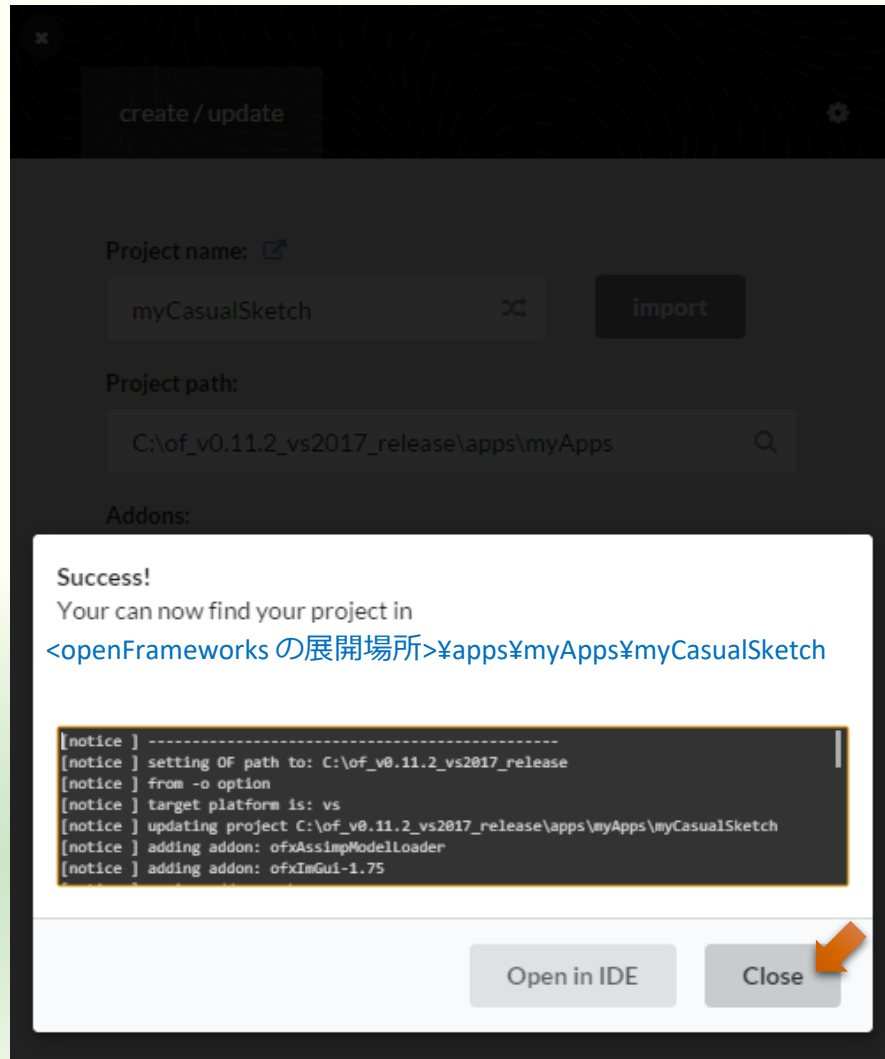 create / update
Project name:
myCasualSketch
import
Project path:
C:\of_v0.11.2_vs2017_release\apps\myApps
Addons:
Success!
Your can now find your project in
<openFrameworks の展開場所>¥apps¥myApps¥myCasualSketch
[notice ] -----------------------------------------------
[notice ] setting OF path to: C:\of_v0.11.2_vs2017_release
[notice ] from -o option
[notice ] target platform is: vs
[notice ] updating project C:\of_v0.11.2_vs2017_release\apps\myApps\myCasualSketch
[notice ] adding addon: ofxAssimpModelLoader
[notice ] adding addon: ofxImGui-1.75
Open in IDE
Close